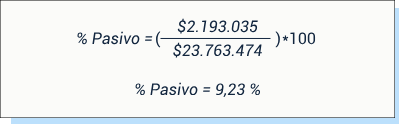 % Pasivo = ( $2.193.035 / $23.763.474 )*100
% Pasivo = 9,23 %